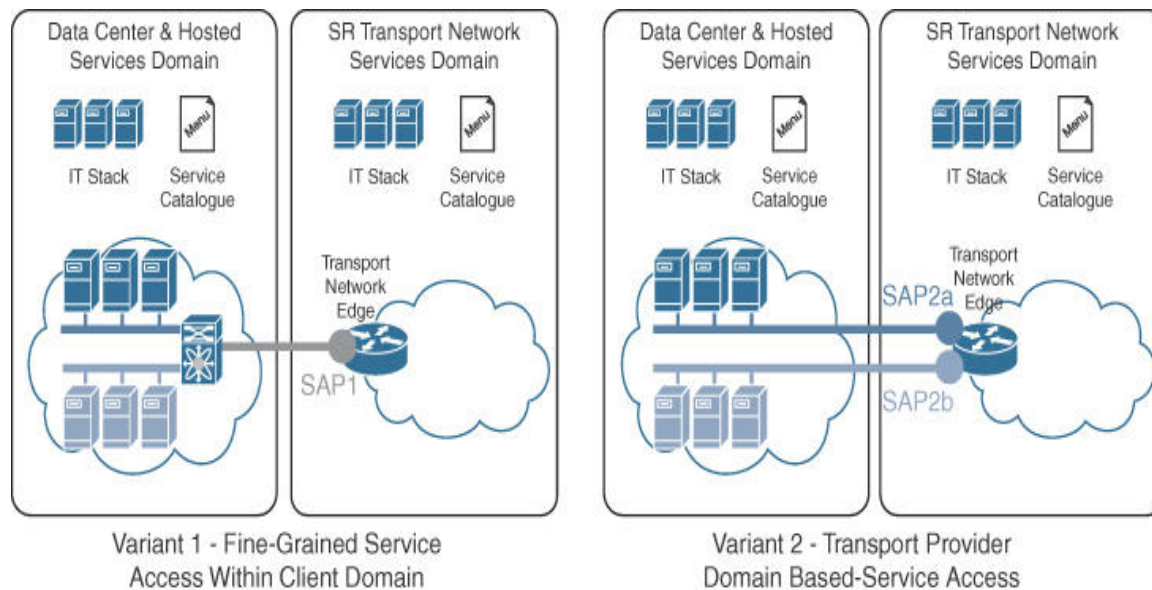 Data Center & Hosted
Services Domain
Menu
IT Stack
Service
Catalogue
SR Transport Network
Services Domain
Menu
IT Stack
Service
Catalogue
Transport
Network
Edge
SAP1
Variant 1 - Fine-Grained Service
Access Within Client Domain
Data Center & Hosted
Services Domain
Menu
IT Stack
Service
Catalogue
SR Transport Network
Services Domain
Menu
IT Stack
Service
Catalogue
Transport
Network
Edge
SAP2a
SAP2b
Variant 2 - Transport Provider
Domain Based-Service Access